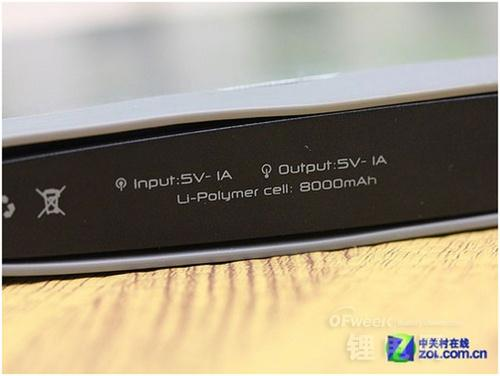 Input:5V- 1A Output:5V- 1A
Li-Polymer cell: 8000mAh
OFweek
锂
中关村在线
ZOL.com.cn